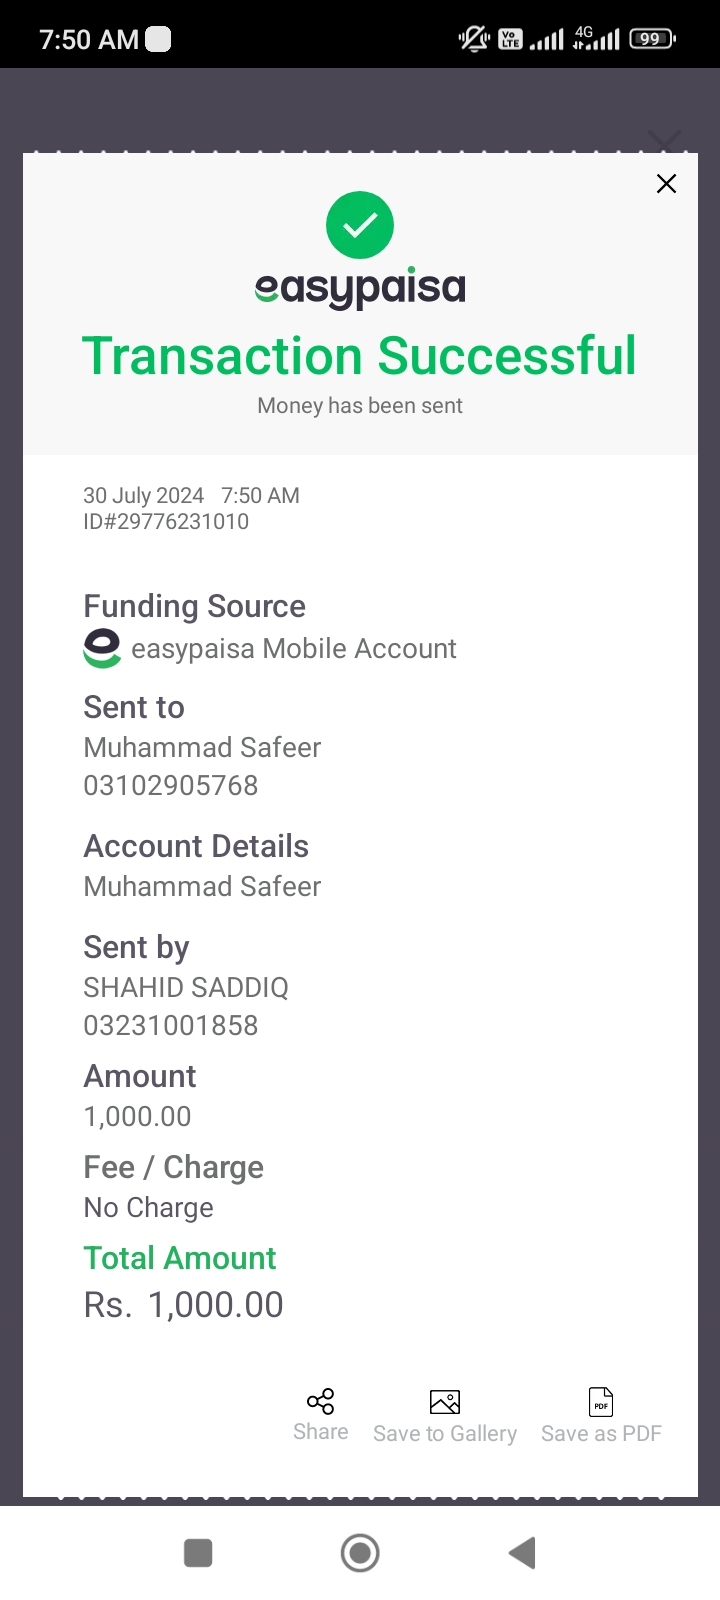 7:50 AM
Vo LTE
4G
99
easypaisa
Transaction Successful
Money has been sent
30 July 2024 7:50 AM
ID#29776231010
Funding Source
easypaisa Mobile Account
Sent to
Muhammad Safeer
03102905768
Account Details
Muhammad Safeer
Sent by
SHAHID SADDIQ
03231001858
Amount
1,000.00
Fee / Charge
No Charge
Total Amount
Rs. 1,000.00
PDF
Share Save to Gallery Save as PDF